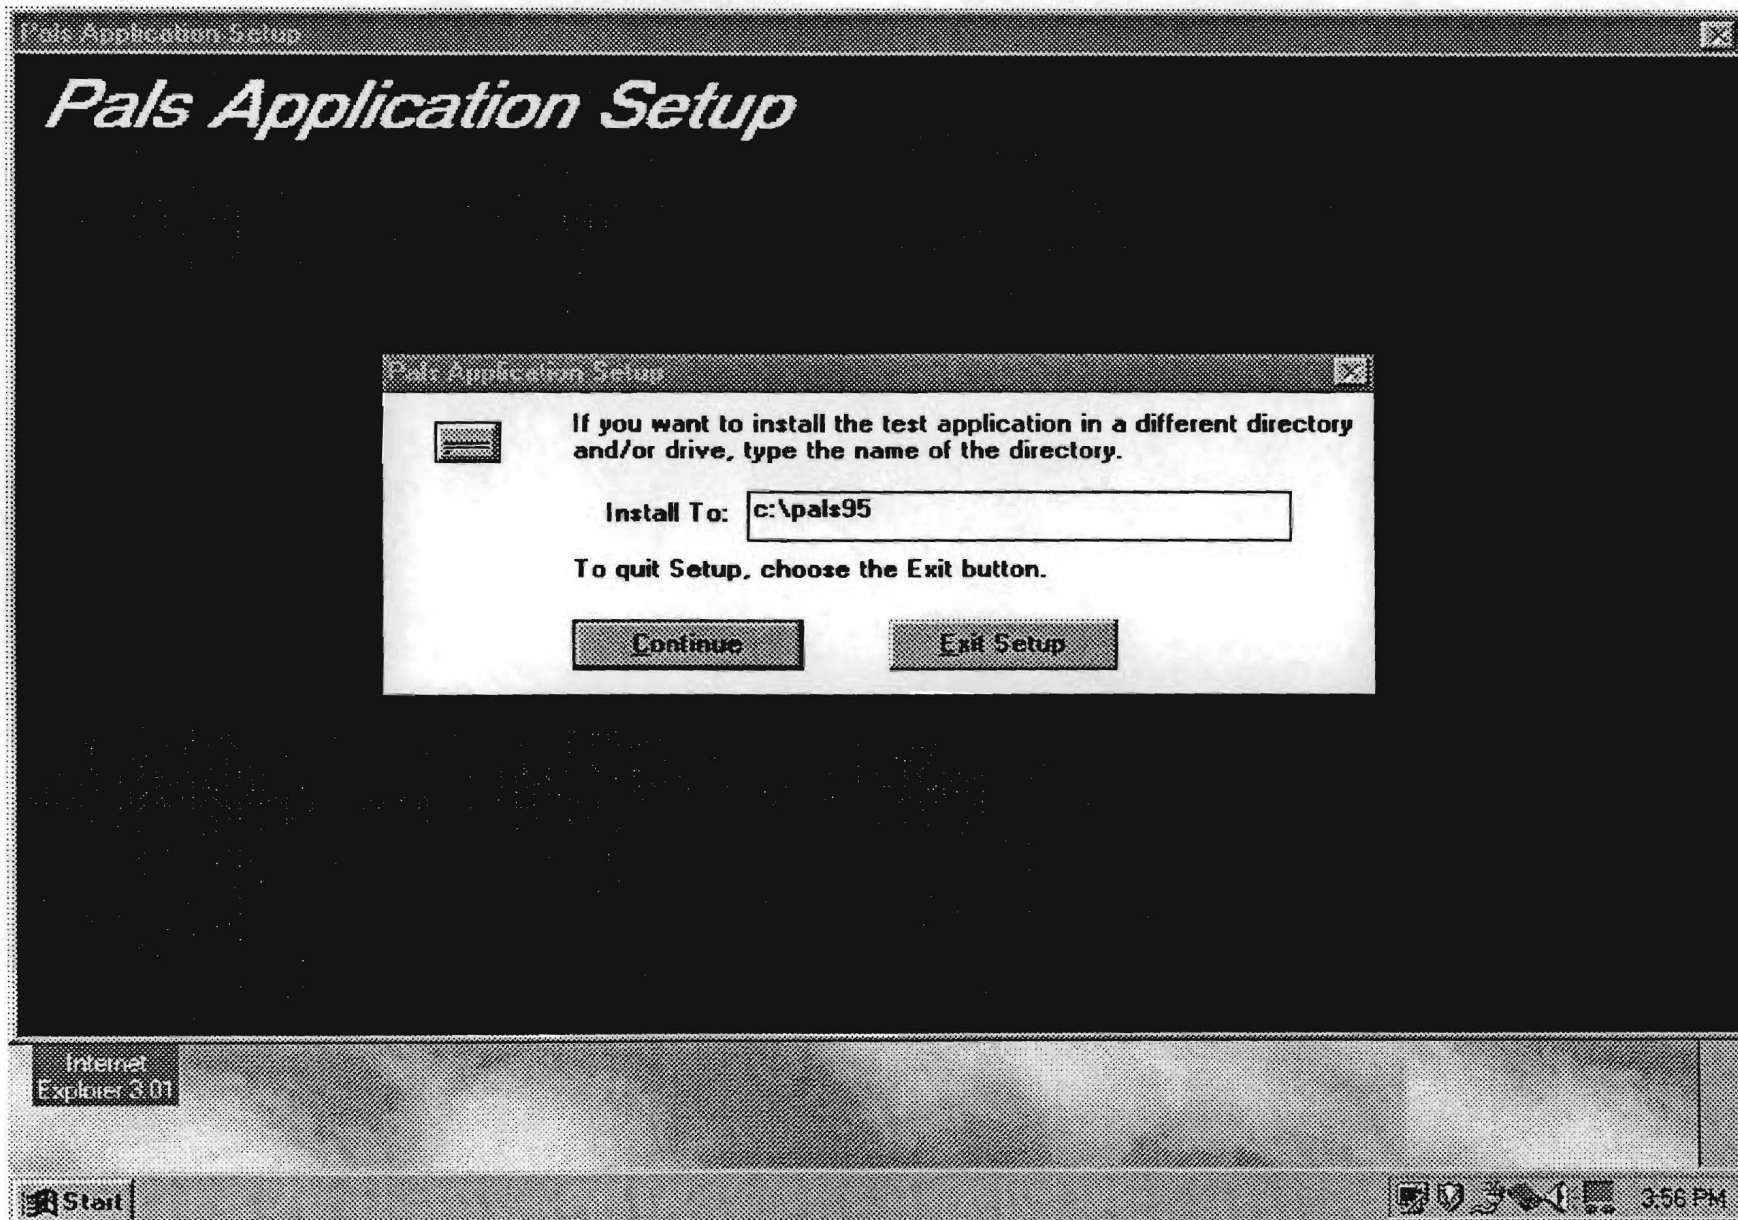 Pals Application Setup
Pals Application Setup
Pals Application Setup
If you want to install the test application in a different directory
and/or drive, type the name of the directory.
Install To: c:\pals95
To quit Setup, choose the Exit button.
Continue Exit Setup
Internet
Explorer 3.01
Start 3:56 PM